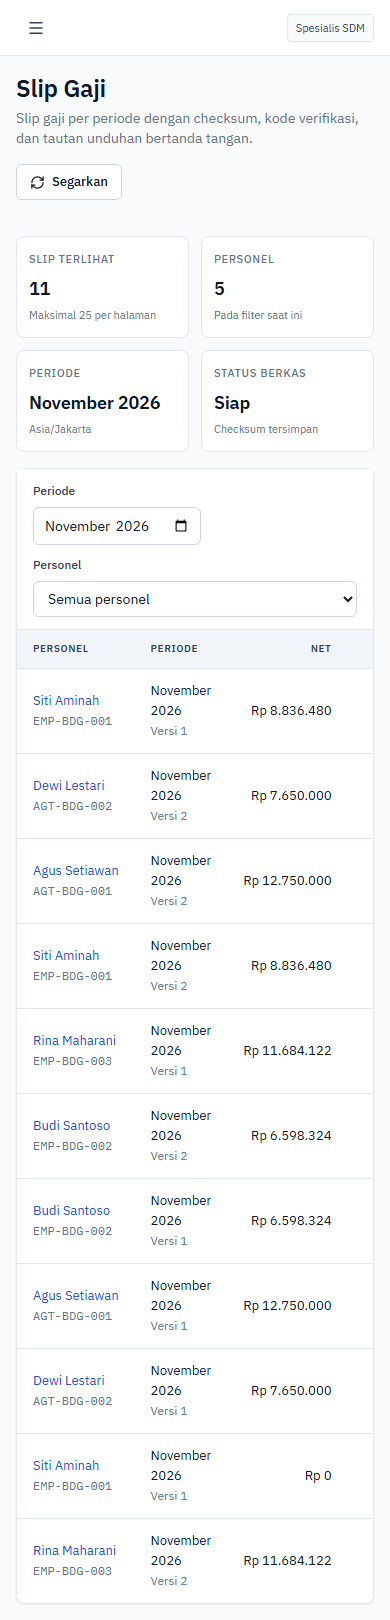 Spesialis SDM
Slip Gaji
Slip gaji per periode dengan checksum, kode verifikasi,
dan tautan unduhan bertanda tangan.
Segarkan
SLIP TERLIHAT
11
Maksimal 25 per halaman
PERSONEL
5
Pada filter saat ini
PERIODE
November 2026
Asia/Jakarta
STATUS BERKAS
Siap
Checksum tersimpan
Periode
November 2026
Personel
Semua personel
PERSONEL PERIODE NET
Siti Aminah
EMP-BDG-001
November
2026
Versi 1
Rp 8.836.480
Dewi Lestari
AGT-BDG-002
November
2026
Versi 2
Rp 7.650.000
Agus Setiawan
AGT-BDG-001
November
2026
Versi 2
Rp 12.750.000
Siti Aminah
EMP-BDG-001
November
2026
Versi 2
Rp 8.836.480
Rina Maharani
EMP-BDG-003
November
2026
Versi 1
Rp 11.684.122
Budi Santoso
EMP-BDG-002
November
2026
Versi 2
Rp 6.598.324
Budi Santoso
EMP-BDG-002
November
2026
Versi 1
Rp 6.598.324
Agus Setiawan
AGT-BDG-001
November
2026
Versi 1
Rp 12.750.000
Dewi Lestari
AGT-BDG-002
November
2026
Versi 1
Rp 7.650.000
Siti Aminah
EMP-BDG-001
November
2026
Versi 1
Rp 0
Rina Maharani
EMP-BDG-003
November
2026
Versi 2
Rp 11.684.122